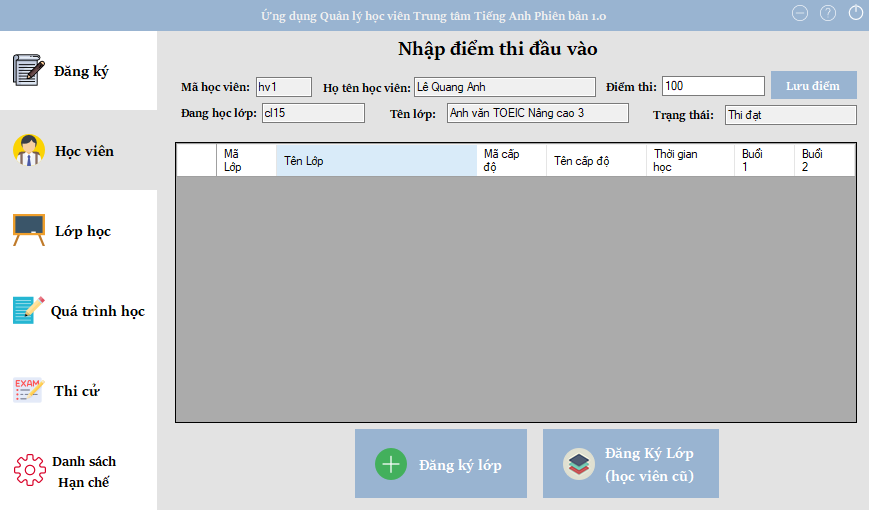 Ứng dụng Quản lý học viên Trung tâm Tiếng Anh Phiên bản 1.0
?
Đăng ký
Học viên
Lớp học
Quá trình học
EXAM
Thi cử
Danh sách
Hạn chế
Nhập điểm thi đầu vào
Mã học viên: hv1 Họ tên học viên: Lê Quang Anh Điểm thi: 100 Lưu điểm
Đang học lớp: cl15 Tên lớp: Anh văn TOEIC Nâng cao 3 Trạng thái: Thi đạt
Mã Lớp Tên Lớp Mã cấp độ Tên cấp độ Thời gian học Buổi 1 Buổi 2
Đăng ký lớp
Đăng Ký Lớp
(học viên cũ)